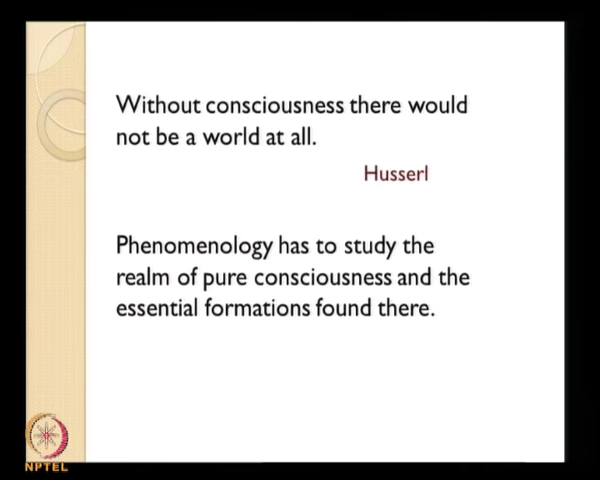 Without consciousness there would
not be a world at all.
Husserl
Phenomenology has to study the
realm of pure consciousness and the
essential formations found there.
NPTEL